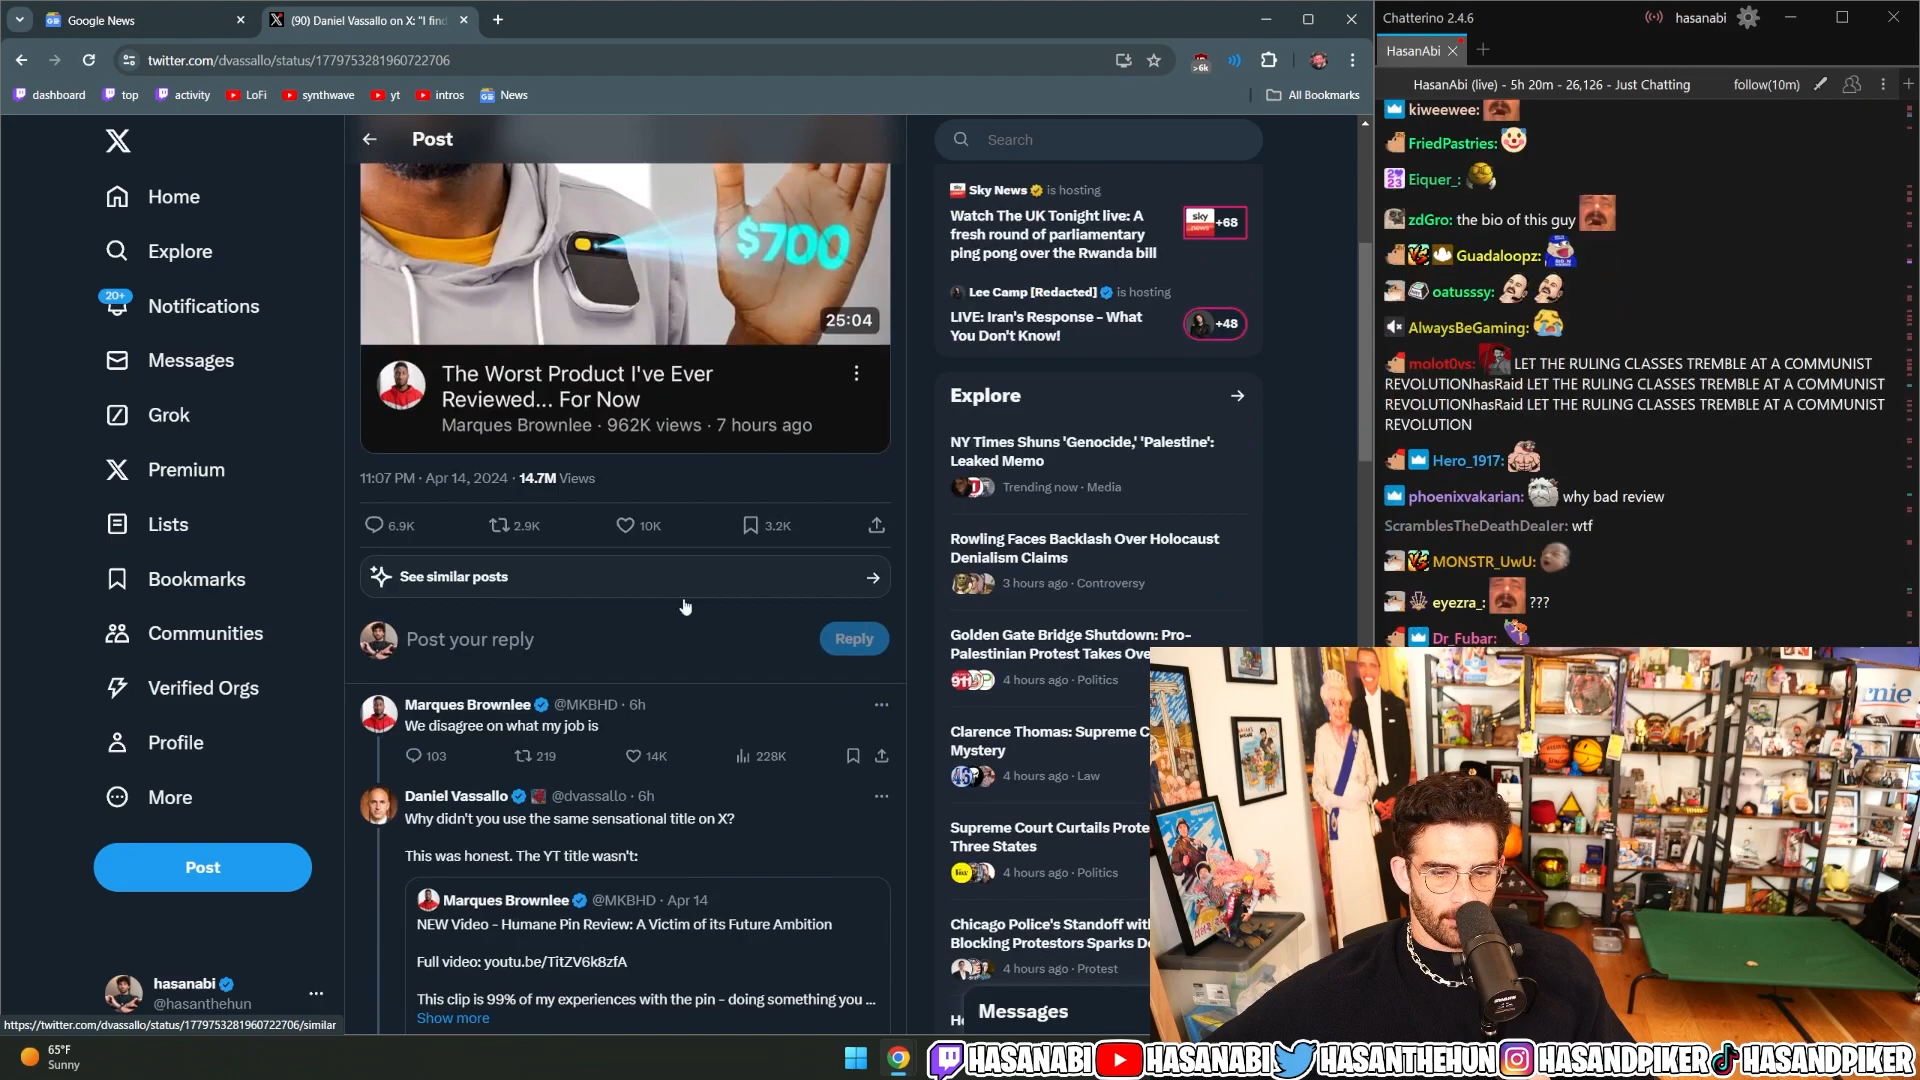 Google News
(90) Daniel Vassallo on X: "I find
twitter.com/dvassallo/status/1779753281960722706
>6k
dashboard
top
activity
LoFi
synthwave
yt
intros
News
All Bookmarks
20+
Home
Explore
Notifications
Messages
Grok
Premium
Lists
Bookmarks
Communities
Verified Orgs
Profile
More
Post
hasanabi
@hasanthehun
https://twitter.com/dvassallo/status/1779753281960722706/similar
65°F
Sunny
Post
$700
25:04
The Worst Product I've Ever
Reviewed... For Now
Marques Brownlee · 962K views · 7 hours ago
11:07 PM · Apr 14, 2024 · 14.7M Views
6.9K 2.9K 10K 3.2K
See similar posts
Post your reply
Reply
Marques Brownlee @MKBHD · 6h
We disagree on what my job is
103 219 14K 228K
Daniel Vassallo @dvassallo · 6h
Why didn't you use the same sensational title on X?
This was honest. The YT title wasn't:
Marques Brownlee @MKBHD · Apr 14
NEW Video - Humane Pin Review: A Victim of its Future Ambition
Full video: youtu.be/TitZV6k8zfA
This clip is 99% of my experiences with the pin - doing something you ...
Show more
Search
Sky News is hosting
Watch The UK Tonight live: A
fresh round of parliamentary
ping pong over the Rwanda bill
sky news +68
Lee Camp [Redacted] is hosting
LIVE: Iran's Response - What
You Don't Know!
+48
Explore
NY Times Shuns 'Genocide,' 'Palestine':
Leaked Memo
Trending now · Media
Rowling Faces Backlash Over Holocaust
Denialism Claims
3 hours ago · Controversy
Golden Gate Bridge Shutdown: Pro-
Palestinian Protest Takes Ove
4 hours ago · Politics
Clarence Thomas: Supreme C
Mystery
4 hours ago · Law
Supreme Court Curtails Prote
Three States
4 hours ago · Politics
Chicago Police's Standoff with
Blocking Protestors Sparks D
4 hours ago · Protest
Messages
Chatterino 2.4.6
hasanabi
HasanAbi
HasanAbi (live) - 5h 20m - 26,126 - Just Chatting
follow(10m)
kiweewee:
FriedPastries:
Eiquer_:
zdGro: the bio of this guy
Guadaloopz:
oatusssy:
AlwaysBeGaming:
molot0vs: LET THE RULING CLASSES TREMBLE AT A COMMUNIST
REVOLUTIONhasRaid LET THE RULING CLASSES TREMBLE AT A COMMUNIST
REVOLUTIONhasRaid LET THE RULING CLASSES TREMBLE AT A COMMUNIST
REVOLUTION
Hero_1917:
phoenixvakarian: why bad review
ScramblesTheDeathDealer: wtf
MONSTR_UwU:
eyezra_: ???
Dr_Fubar:
rnie
HASANABI HASANABI HASANTHEHUN HASANDPIKER HASANDPIKER